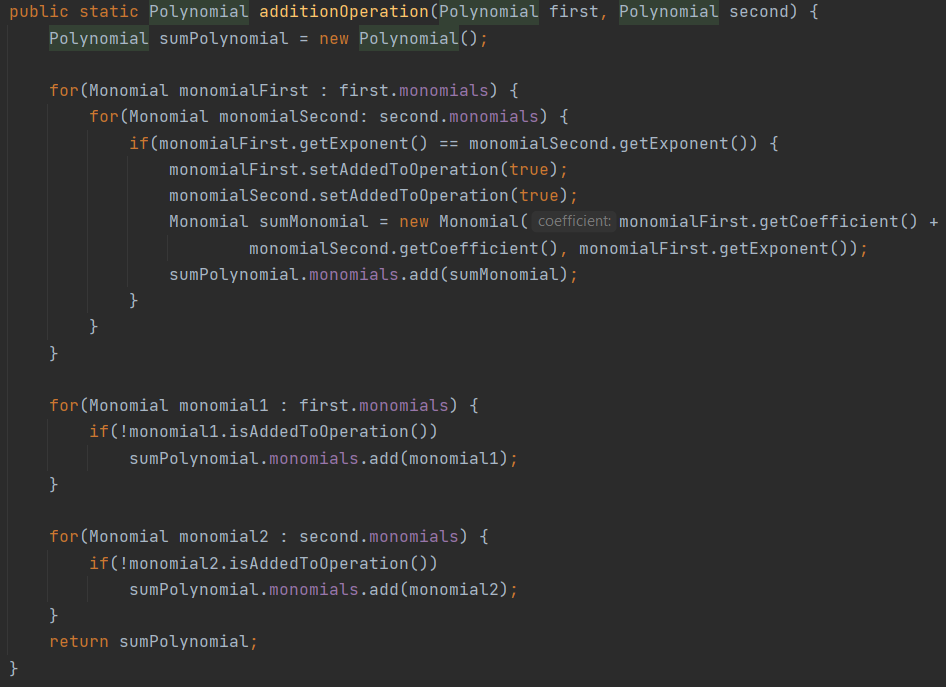 public static Polynomial additionOperation(Polynomial first, Polynomial second) {
    Polynomial sumPolynomial = new Polynomial();

    for(Monomial monomialFirst : first.monomials) {
        for(Monomial monomialSecond: second.monomials) {
            if(monomialFirst.getExponent() == monomialSecond.getExponent()) {
                monomialFirst.setAddedToOperation(true);
                monomialSecond.setAddedToOperation(true);
                Monomial sumMonomial = new Monomial( coefficient: monomialFirst.getCoefficient() +
                        monomialSecond.getCoefficient(), monomialFirst.getExponent());
                sumPolynomial.monomials.add(sumMonomial);
            }
        }
    }

    for(Monomial monomial1 : first.monomials) {
        if(!monomial1.isAddedToOperation())
            sumPolynomial.monomials.add(monomial1);
    }

    for(Monomial monomial2 : second.monomials) {
        if(!monomial2.isAddedToOperation())
            sumPolynomial.monomials.add(monomial2);
    }
    return sumPolynomial;
}